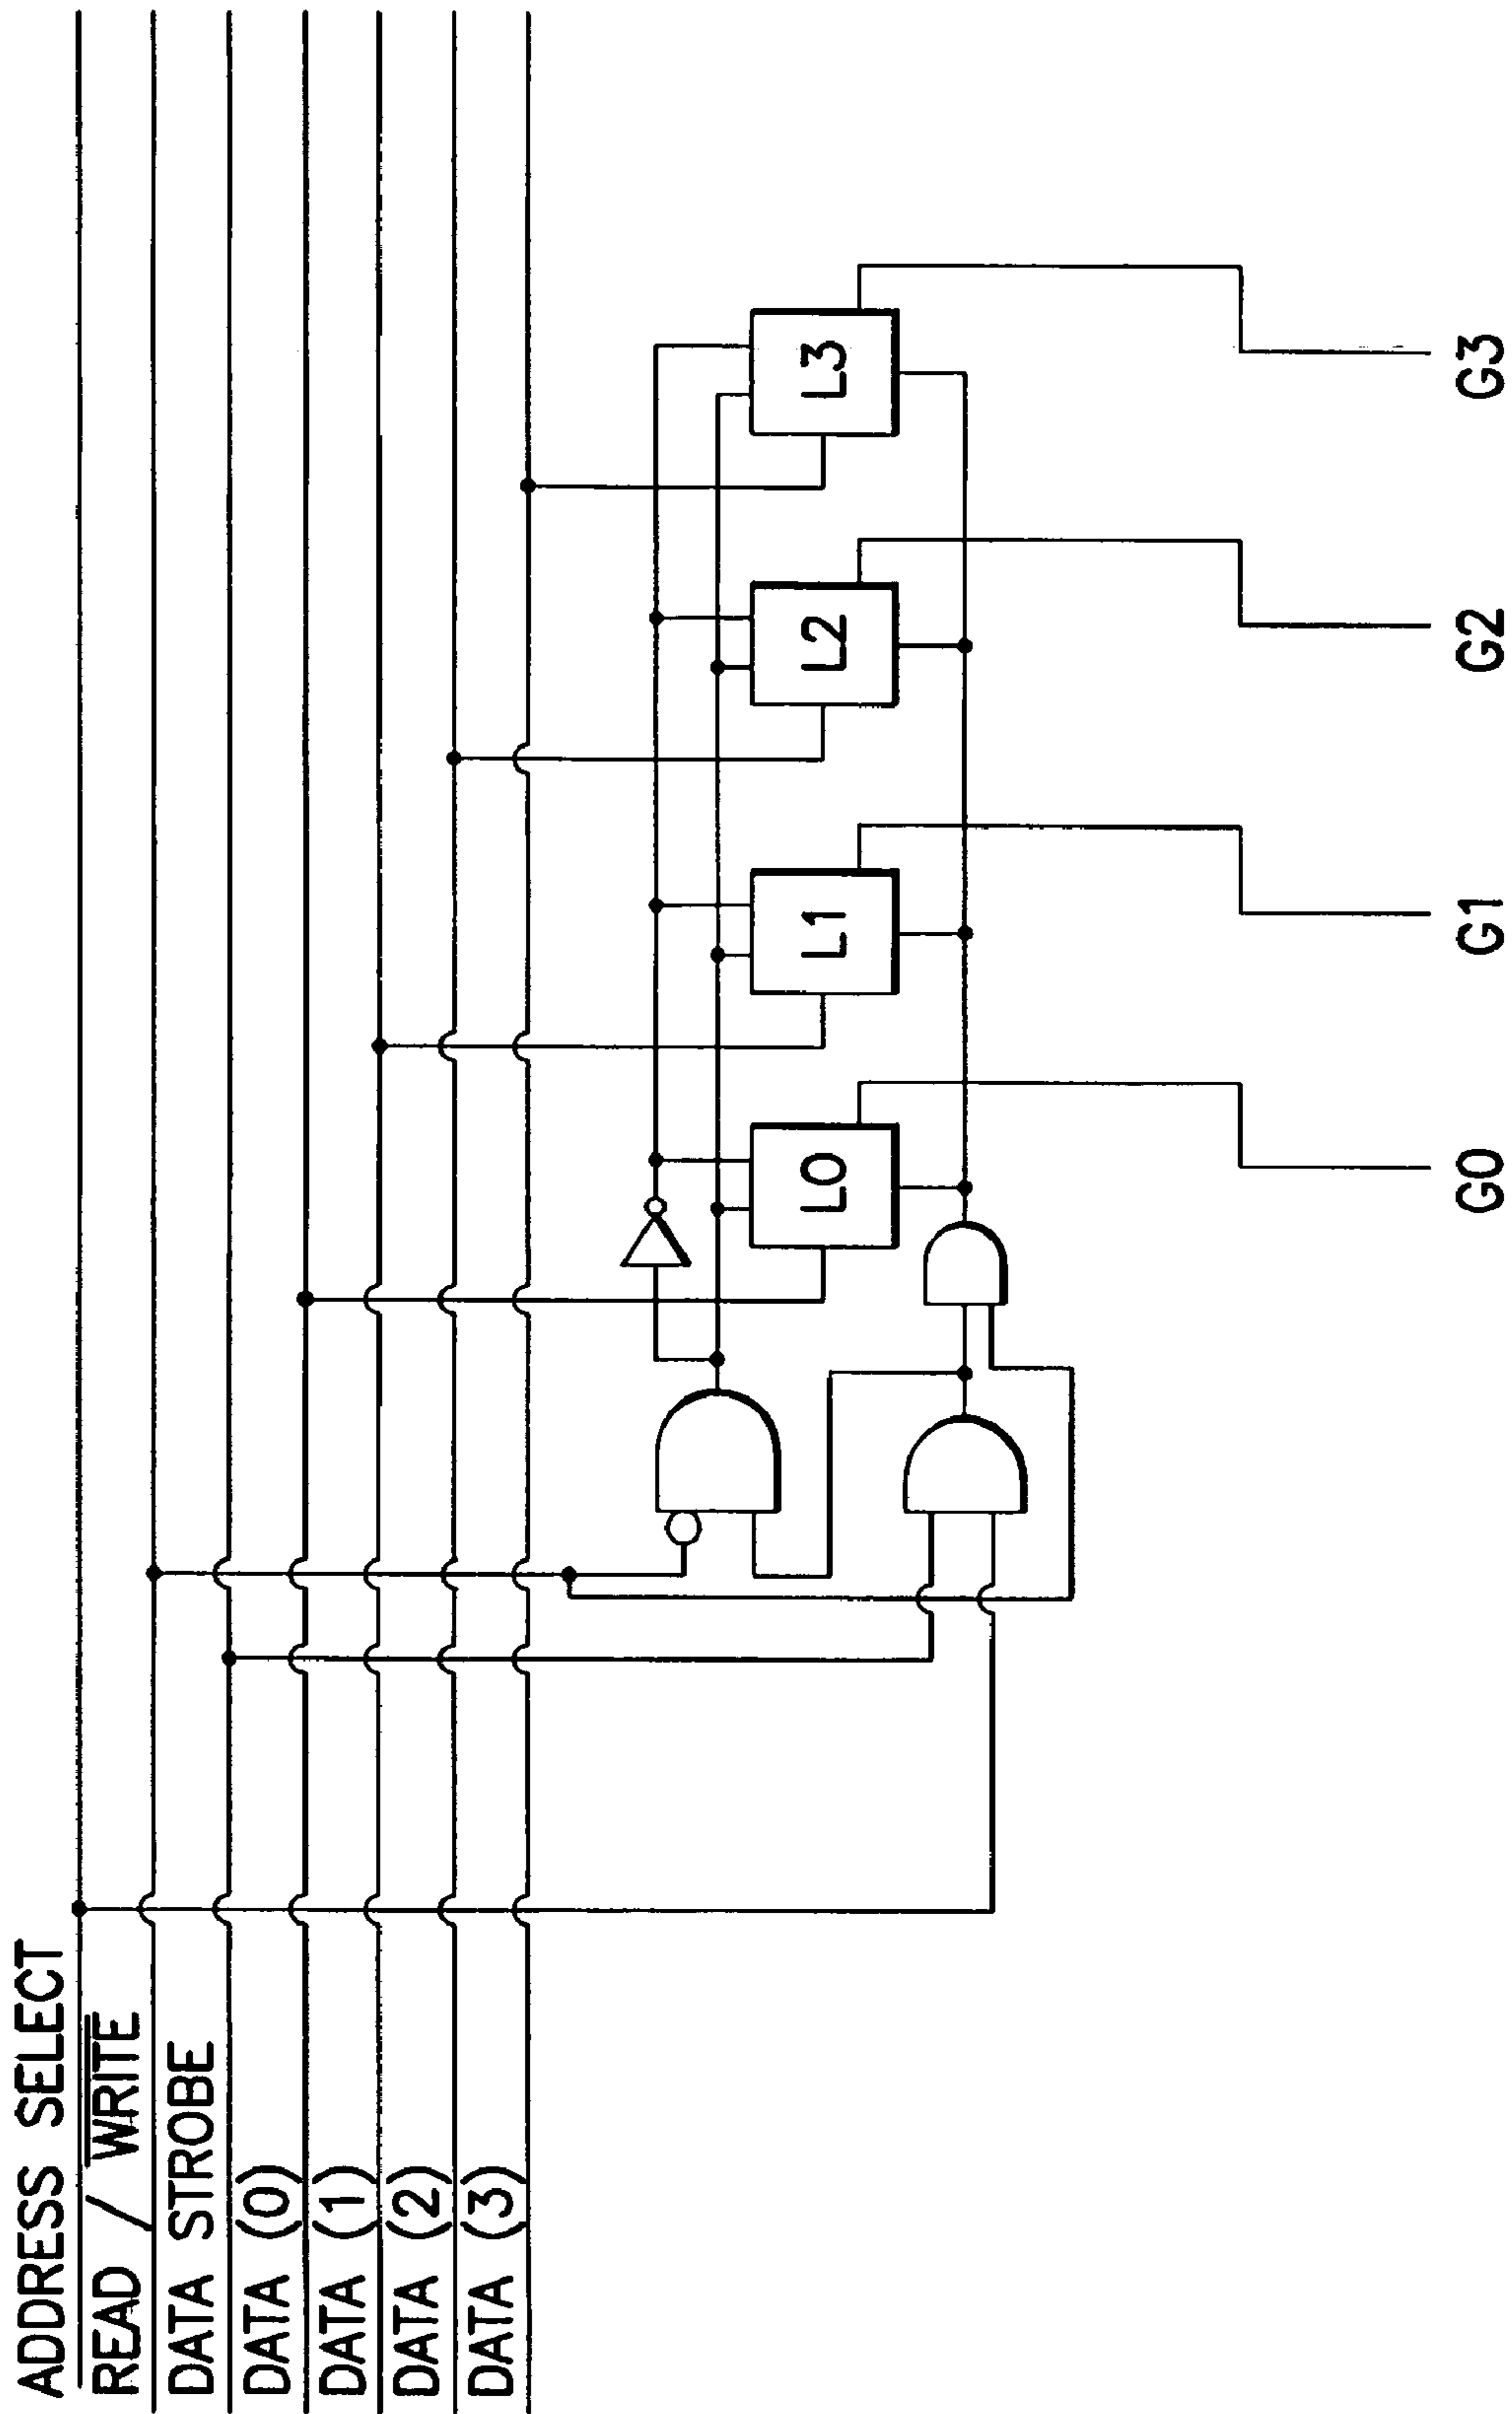 ADDRESS SELECT
READ / WRITE
DATA STROBE
DATA (0)
DATA (1)
DATA (2)
DATA (3)
L0
L1
L2
L3
G0
G1
G2
G3